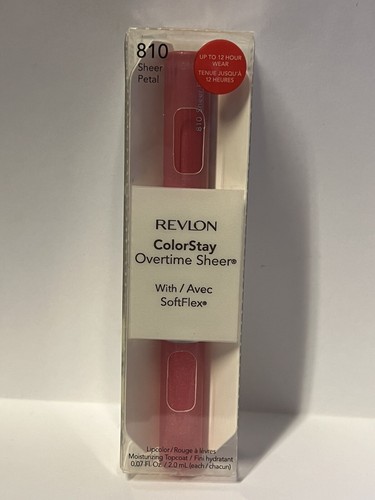 810
Sheer
Petal
UP TO 12 HOUR
WEAR
TENUE JUSQU'À
12 HEURES
810
REVLON
ColorStay
Overtime Sheer®
With / Avec
SoftFlex®
Lipcolor / Rouge à lèvres
Moisturizing Topcoat / Fini hydratant
0.07 Fl. Oz. / 2.0 mL (each / chacun)